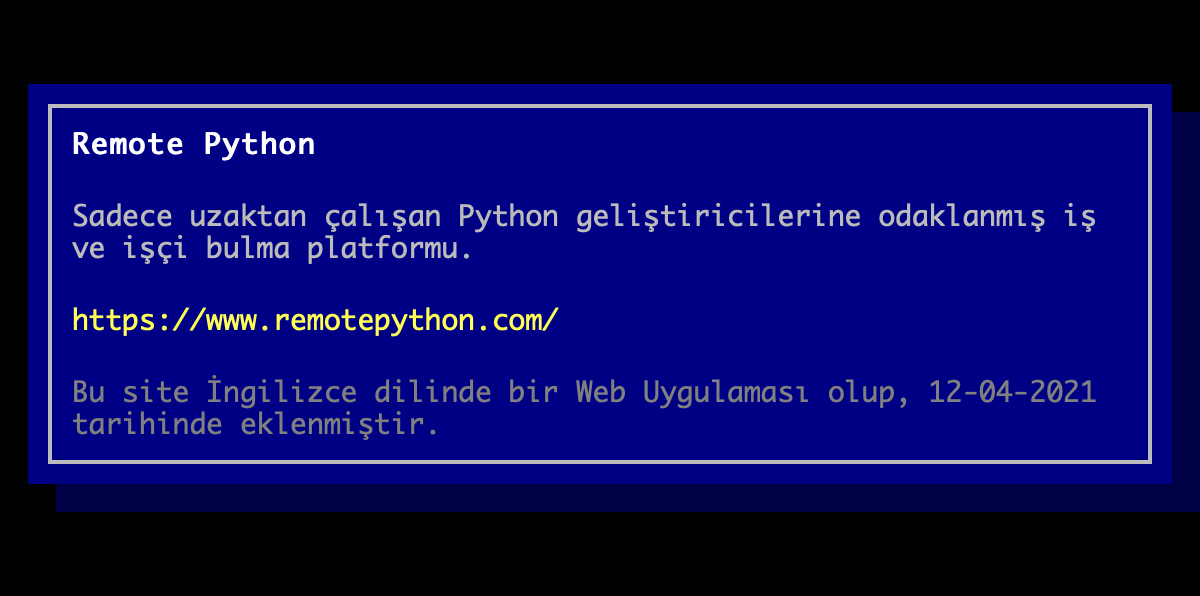 Remote Python
Sadece uzaktan çalışan Python geliştiricilerine odaklanmış iş
ve işçi bulma platformu.
https://www.remotepython.com/
Bu site İngilizce dilinde bir Web Uygulaması olup, 12-04-2021
tarihinde eklenmiştir.